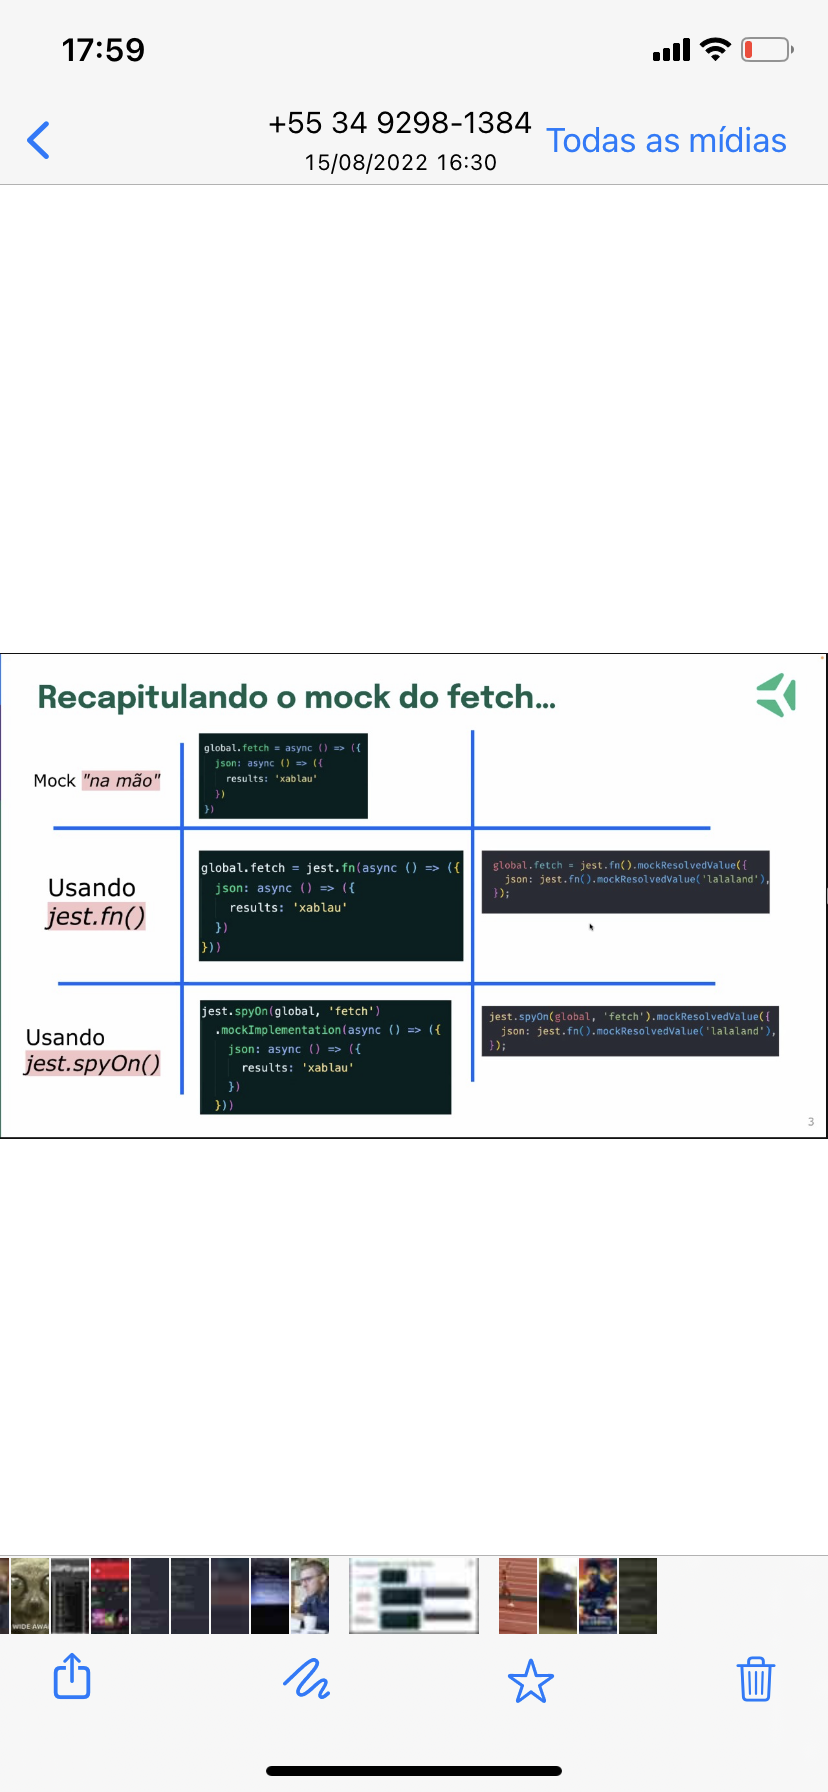 17:59
+55 34 9298-1384
15/08/2022 16:30
Todas as mídias
Recapitulando o mock do fetch...
Mock "na mão"
global.fetch = async () => ({
json: async () => ({
results: 'xablau'
})
})
Usando
jest.fn()
global.fetch = jest.fn(async () => ({
json: async () => ({
results: 'xablau'
})
}))
global.fetch = jest.fn().mockResolvedValue({
json: jest.fn().mockResolvedValue('lalaland'),
});
Usando
jest.spyOn()
jest.spyOn(global, 'fetch')
.mockImplementation(async () => ({
json: async () => ({
results: 'xablau'
})
}))
jest.spyOn(global, 'fetch').mockResolvedValue({
json: jest.fn().mockResolvedValue('lalaland'),
});
3
WIDE AWA